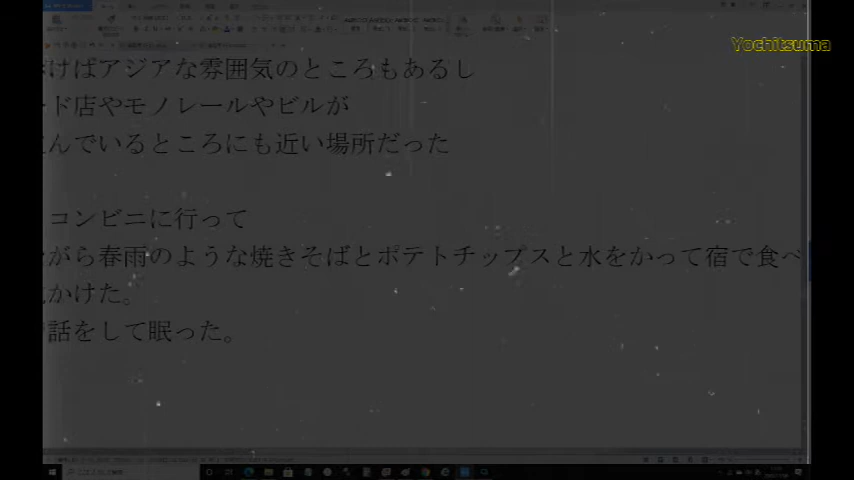 Yochitsuma
けばアジアな雰囲気のところもあるし
ド店やモノレールやビルが
んでいるところにも近い場所だった
コンビニに行って
がら春雨のような焼きそばとポテトチップスと水をかって宿で食べ
かけた。
話をして眠った。